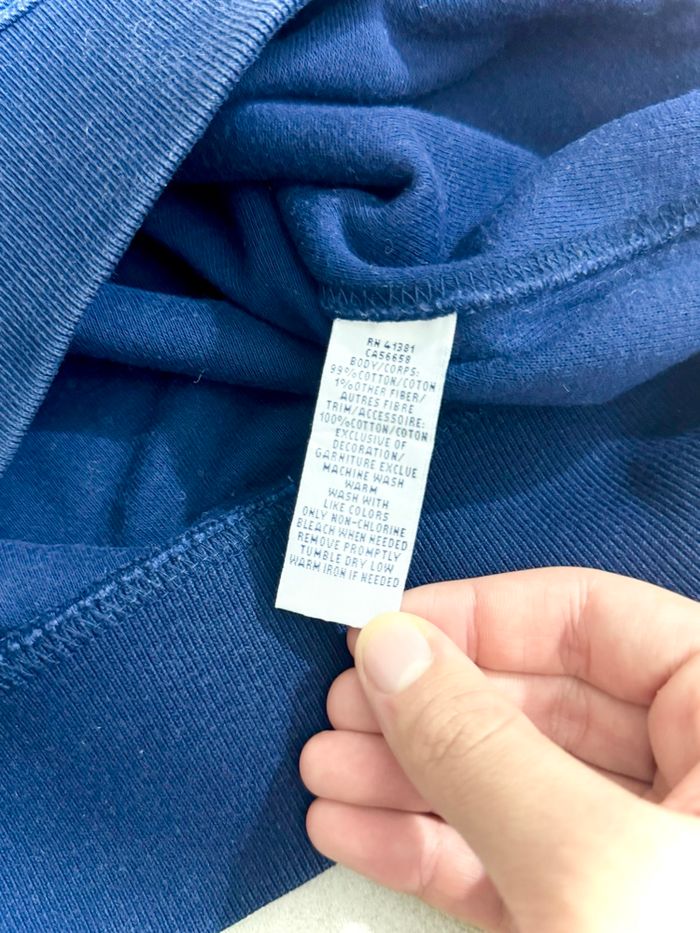 RN 41381
CA56658
BODY/CORPS:
99%COTTON/COTON
1%OTHER FIBER/
AUTRES FIBRE
TRIM/ACCESSOIRE:
100%COTTON/COTON
EXCLUSIVE OF
DECORATION/
GARNITURE EXCLUE
MACHINE WASH
WARM
WASH WITH
LIKE COLORS
ONLY NON-CHLORINE
BLEACH WHEN NEEDED
REMOVE PROMPTLY
TUMBLE DRY LOW
WARM IRON IF NEEDED